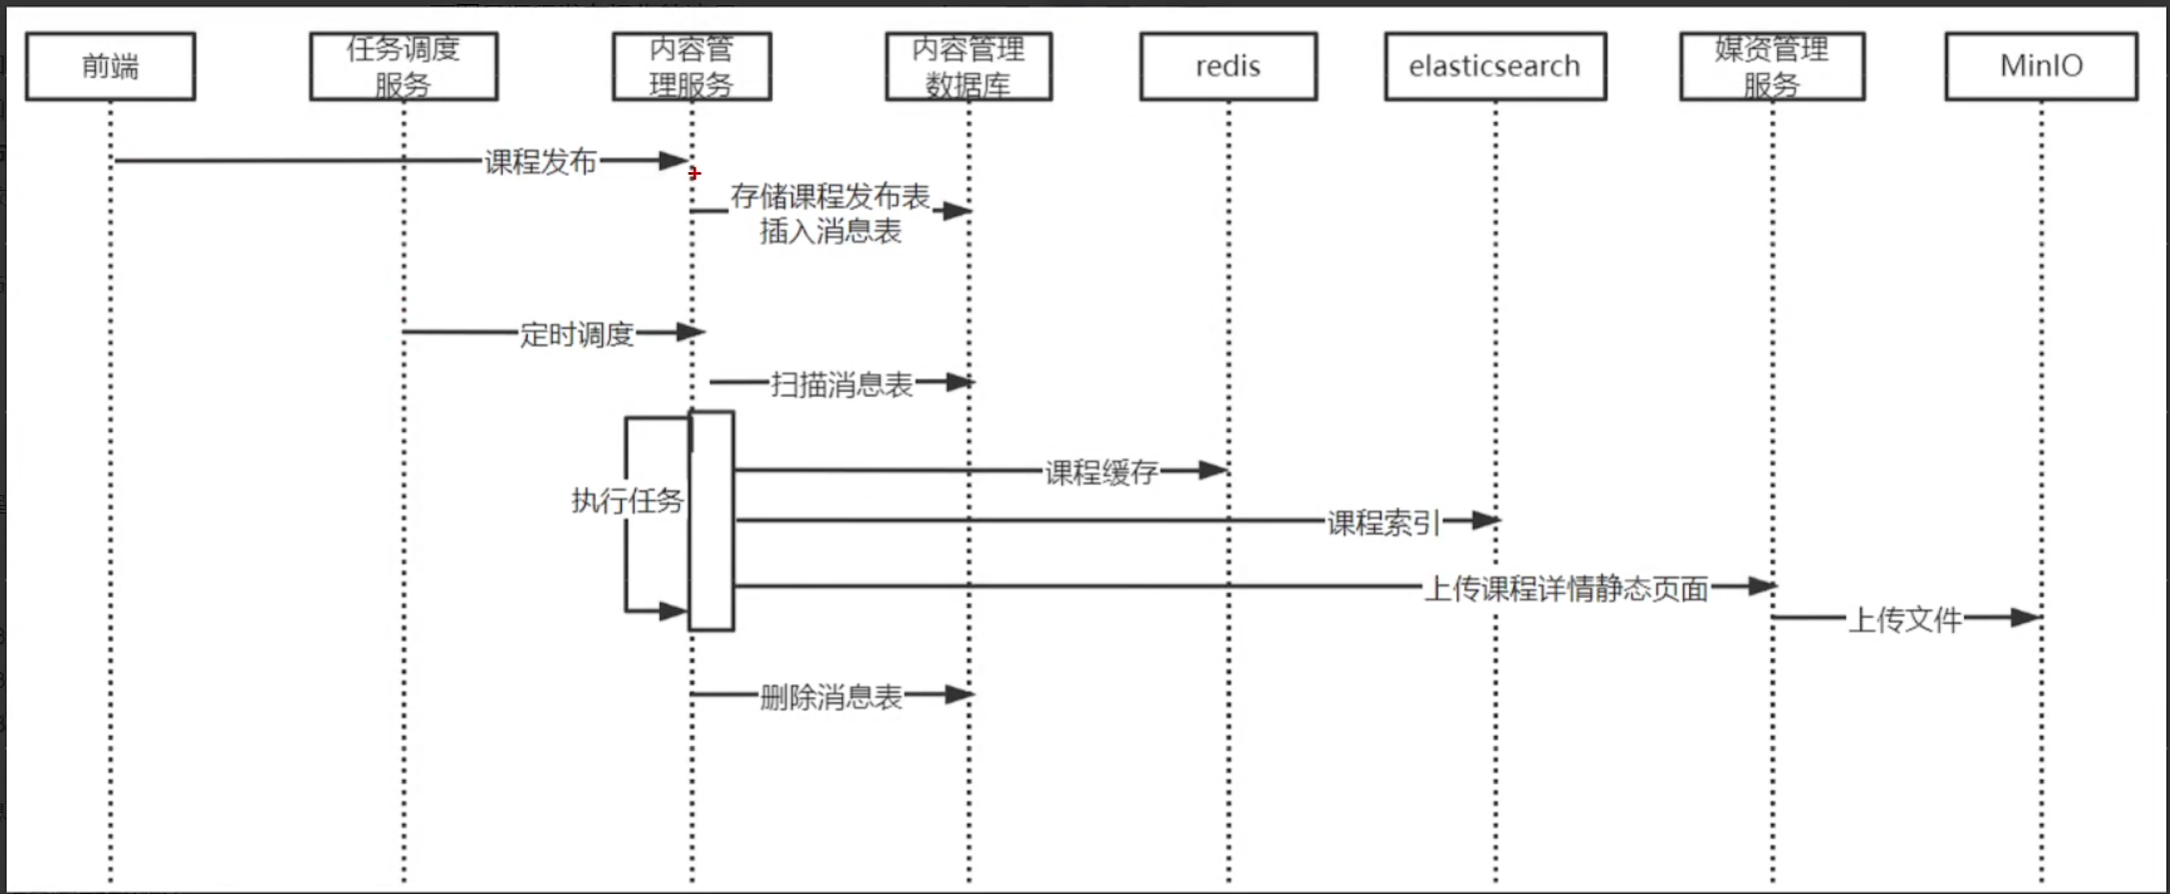 前端
任务调度
服务
内容管
理服务
内容管理
数据库
redis
elasticsearch
媒资管理
服务
MinIO
课程发布
存储课程发布表
插入消息表
定时调度
扫描消息表
课程缓存
执行任务
课程索引
上传课程详情静态页面
上传文件
删除消息表